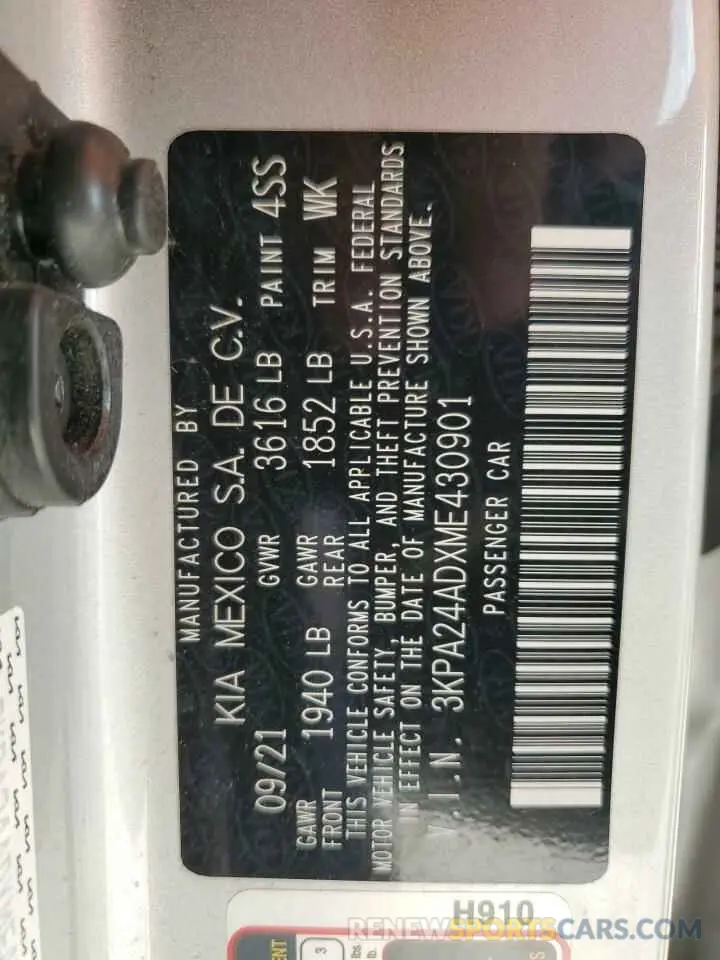 MANUFACTURED BY
KIA MEXICO S.A. DE C.V.
09/21 GVWR 3616 LB PAINT 4SS
GAWR FRONT 1940 LB GAWR REAR 1852 LB TRIM WK
THIS VEHICLE CONFORMS TO ALL APPLICABLE U.S.A. FEDERAL
MOTOR VEHICLE SAFETY, BUMPER, AND THEFT PREVENTION STANDARDS
IN EFFECT ON THE DATE OF MANUFACTURE SHOWN ABOVE.
V.I.N. 3KPA24ADXME430901
PASSENGER CAR
H910
3
RENEWSPORTSCARS.COM